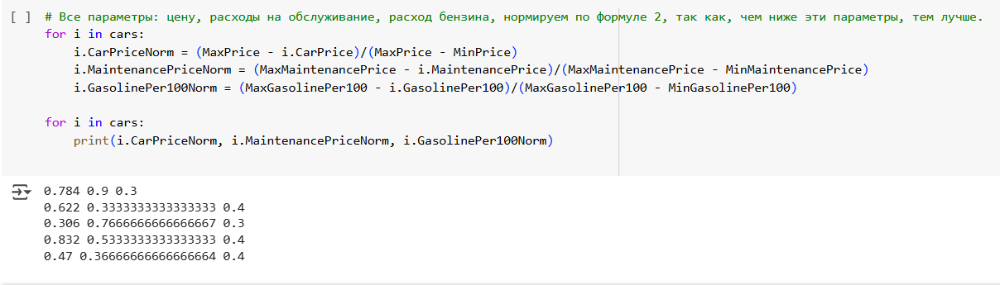 [ ] # Все параметры: цену, расходы на обслуживание, расход бензина, нормируем по формуле 2, так как, чем ниже эти параметры, тем лучше.
for i in cars:
    i.CarPriceNorm = (MaxPrice - i.CarPrice)/(MaxPrice - MinPrice)
    i.MaintenancePriceNorm = (MaxMaintenancePrice - i.MaintenancePrice)/(MaxMaintenancePrice - MinMaintenancePrice)
    i.GasolinePer100Norm = (MaxGasolinePer100 - i.GasolinePer100)/(MaxGasolinePer100 - MinGasolinePer100)
for i in cars:
    print(i.CarPriceNorm, i.MaintenancePriceNorm, i.GasolinePer100Norm)
0.784 0.9 0.3
0.622 0.3333333333333333 0.4
0.306 0.7666666666666667 0.3
0.832 0.5333333333333333 0.4
0.47 0.36666666666666664 0.4